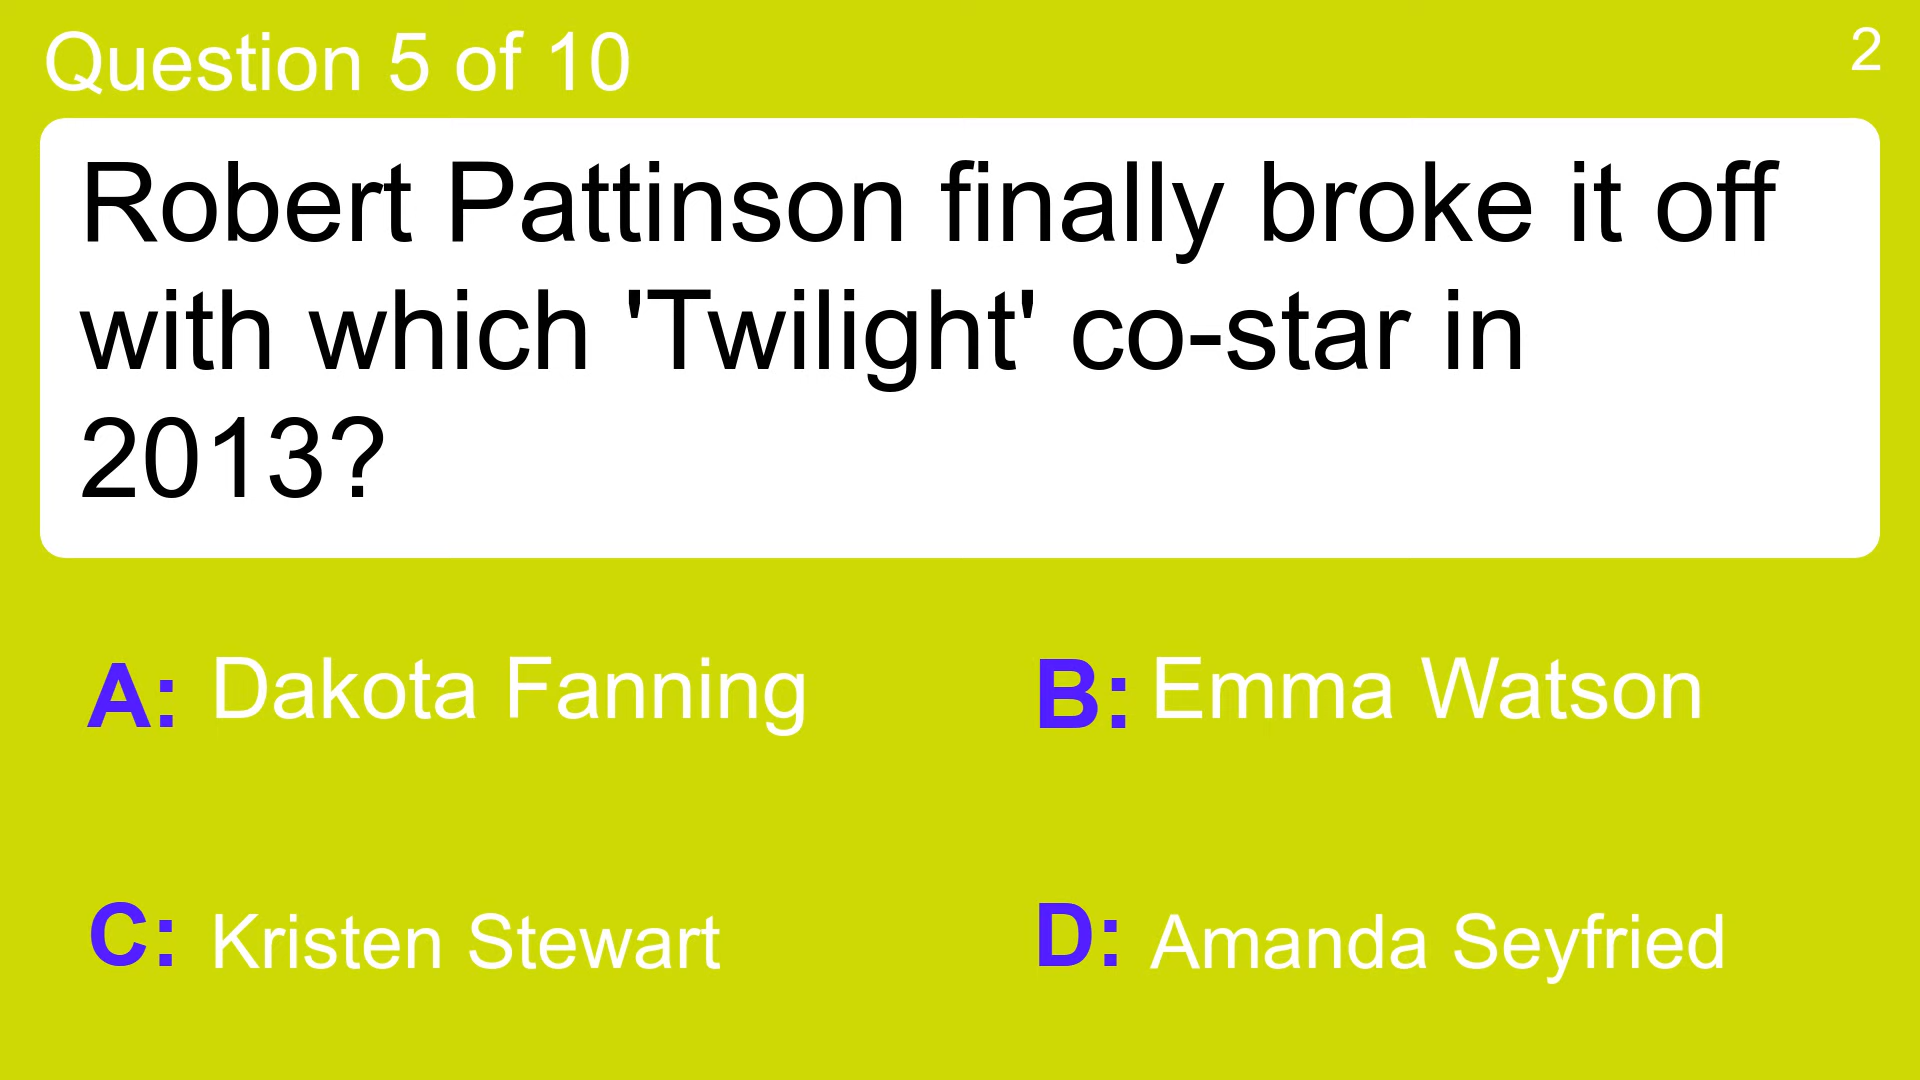 Question 5 of 10
2
Robert Pattinson finally broke it off
with which 'Twilight' co-star in
2013?
A: Dakota Fanning
B: Emma Watson
C: Kristen Stewart
D: Amanda Seyfried